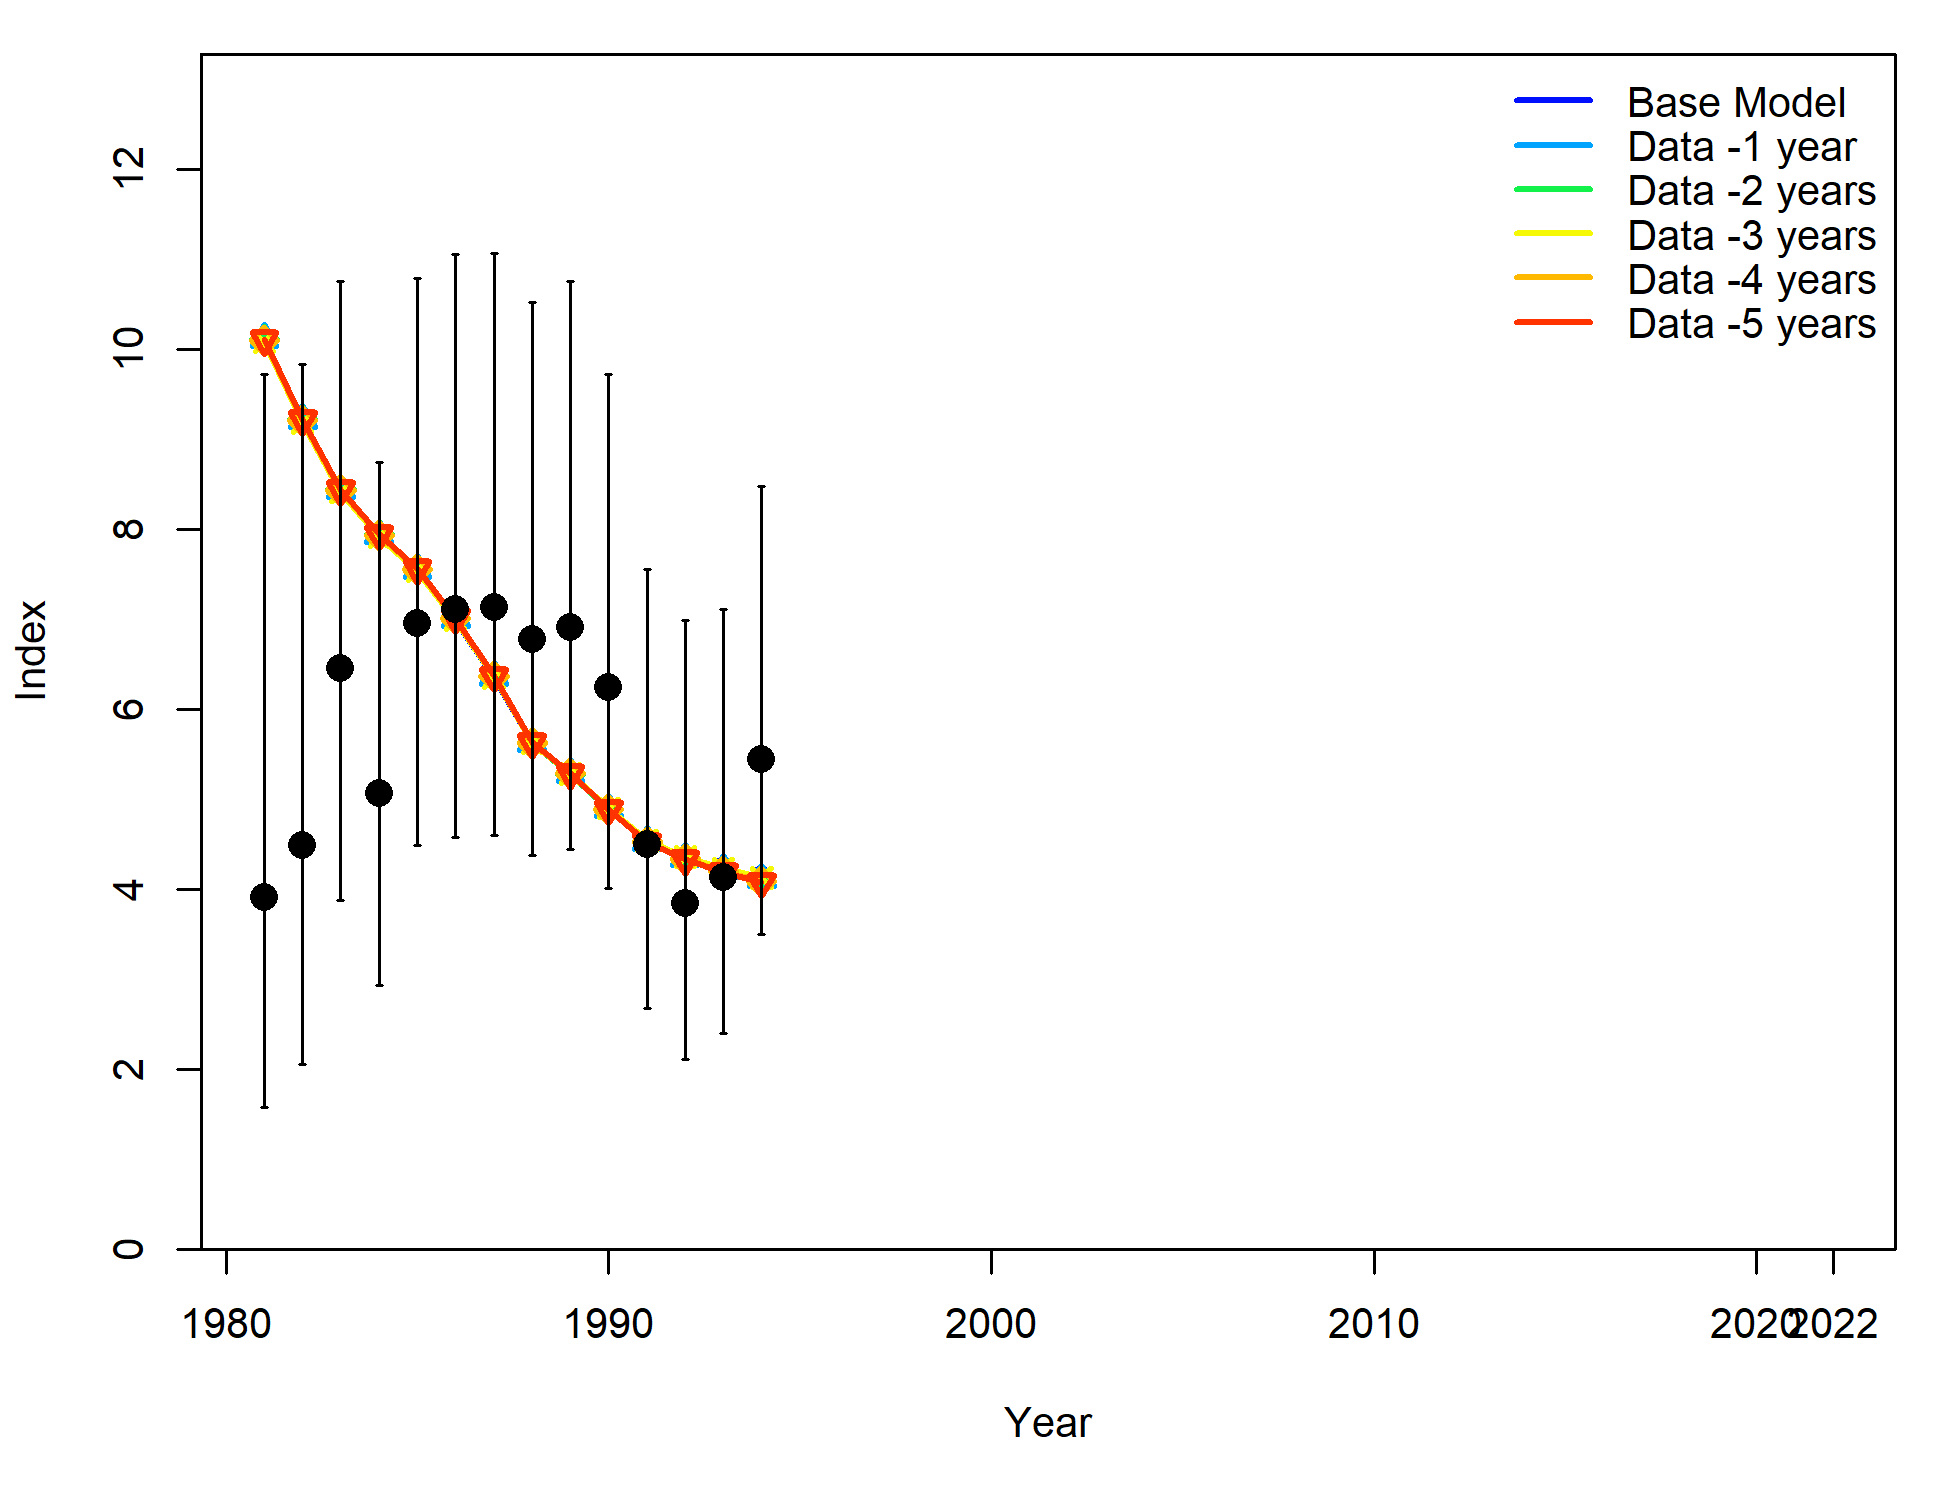 Base Model
Data -1 year
Data -2 years
Data -3 years
Data -4 years
Data -5 years
12
10
8
6
4
2
0
Index
1980 1990 2000 2010 2020 2022
Year